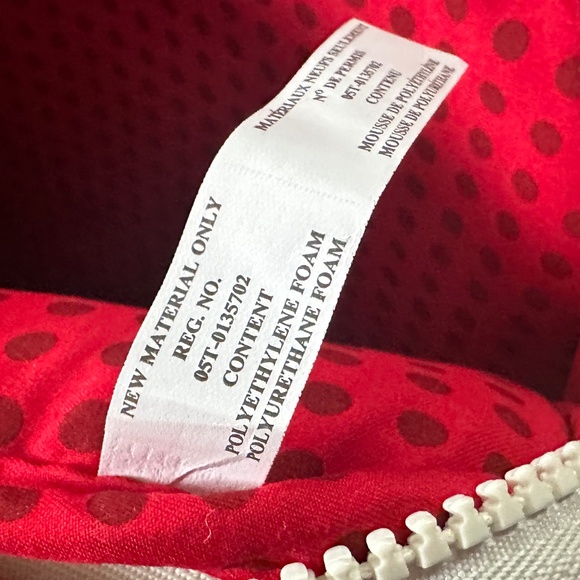 MATÉRIAUX NEUFS SEULEMENT
Nº DE PERMIS
05T-0135702
CONTENU
MOUSSE DE POLYÉTHYLÈNE
MOUSSE DE POLYURÉTHANE
NEW MATERIAL ONLY
REG. NO.
05T-0135702
CONTENT
POLYETHYLENE FOAM
POLYURETHANE FOAM